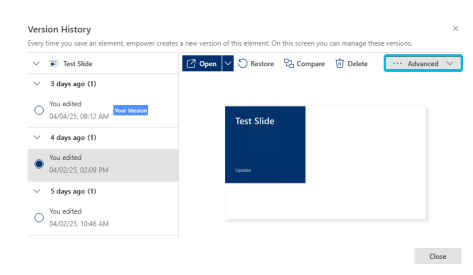 Version History
Every time you save an element, empower creates a new version of this element. On this screen you can manage these versions.
Test Slide
Open
Restore
Compare
Delete
··· Advanced
3 days ago (1)
You edited
04/04/25, 08:12 AM
Your Version
4 days ago (1)
You edited
04/02/25, 02:09 PM
5 days ago (1)
You edited
04/02/25, 10:46 AM
Test Slide
Update
Close